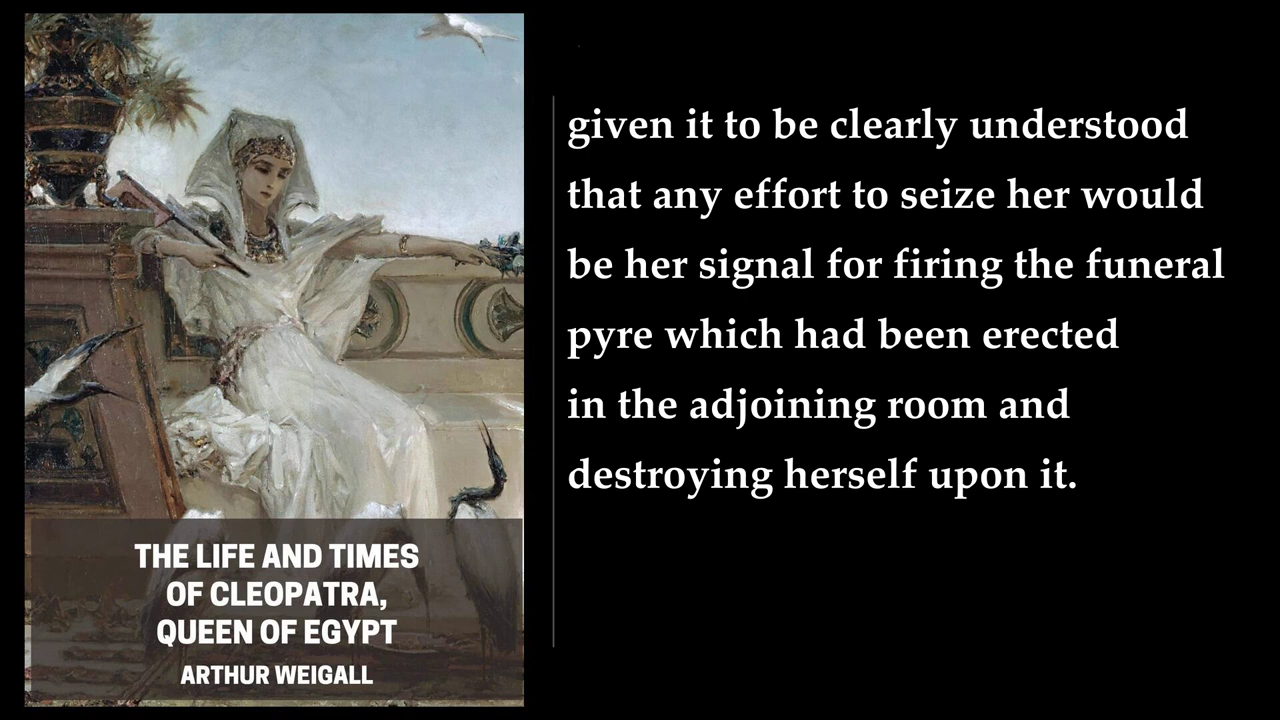 given it to be clearly understood
that any effort to seize her would
be her signal for firing the funeral
pyre which had been erected
in the adjoining room and
destroying herself upon it.
THE LIFE AND TIMES
OF CLEOPATRA,
QUEEN OF EGYPT
ARTHUR WEIGALL